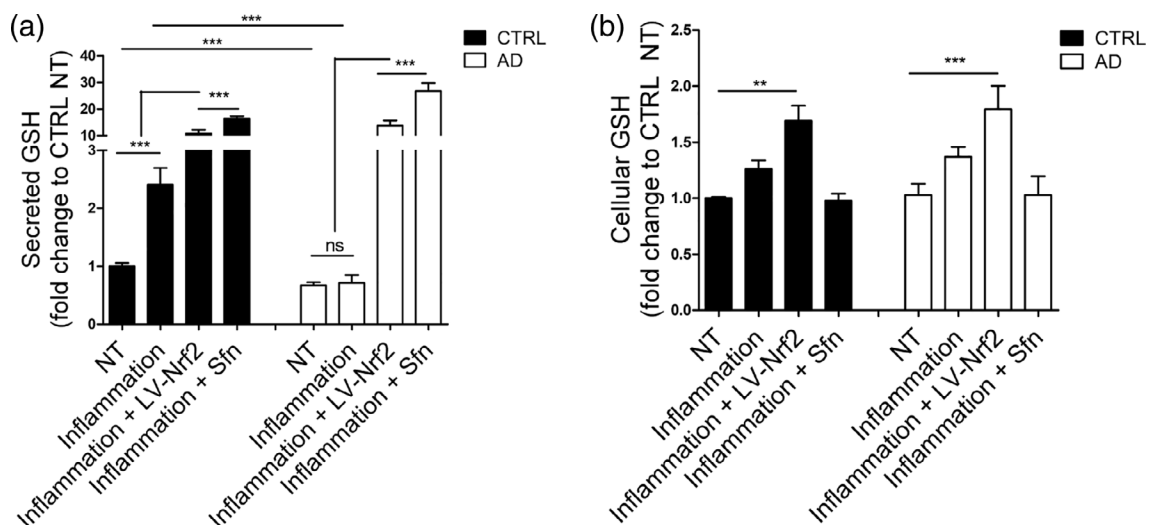 (a)
***
***
CTRL
AD
Secreted GSH
(fold change to CTRL NT)
40
30
20
10
3
2
1
0
***
***
***
ns
NT
Inflammation
Inflammation + LV-Nrf2
Inflammation + Sfn
NT
Inflammation
Inflammation + LV-Nrf2
Inflammation + Sfn
(b)
CTRL
AD
Cellular GSH
(fold change to CTRL NT)
2.5
2.0
1.5
1.0
0.5
0.0
**
***
NT
Inflammation
Inflammation + LV-Nrf2
Inflammation + Sfn
NT
Inflammation
Inflammation + LV-Nrf2
Inflammation + Sfn